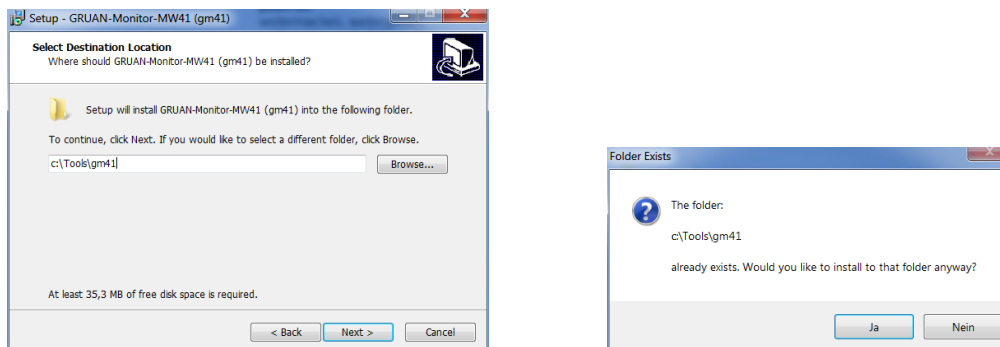 Setup - GRUAN-Monitor-MW41 (gm41)
Select Destination Location
Where should GRUAN-Monitor-MW41 (gm41) be installed?
Setup will install GRUAN-Monitor-MW41 (gm41) into the following folder.
To continue, click Next. If you would like to select a different folder, click Browse.
c:\Tools\gm41
Browse...
At least 35,3 MB of free disk space is required.
< Back
Next >
Cancel
Folder Exists
The folder:
c:\Tools\gm41
already exists. Would you like to install to that folder anyway?
Ja
Nein